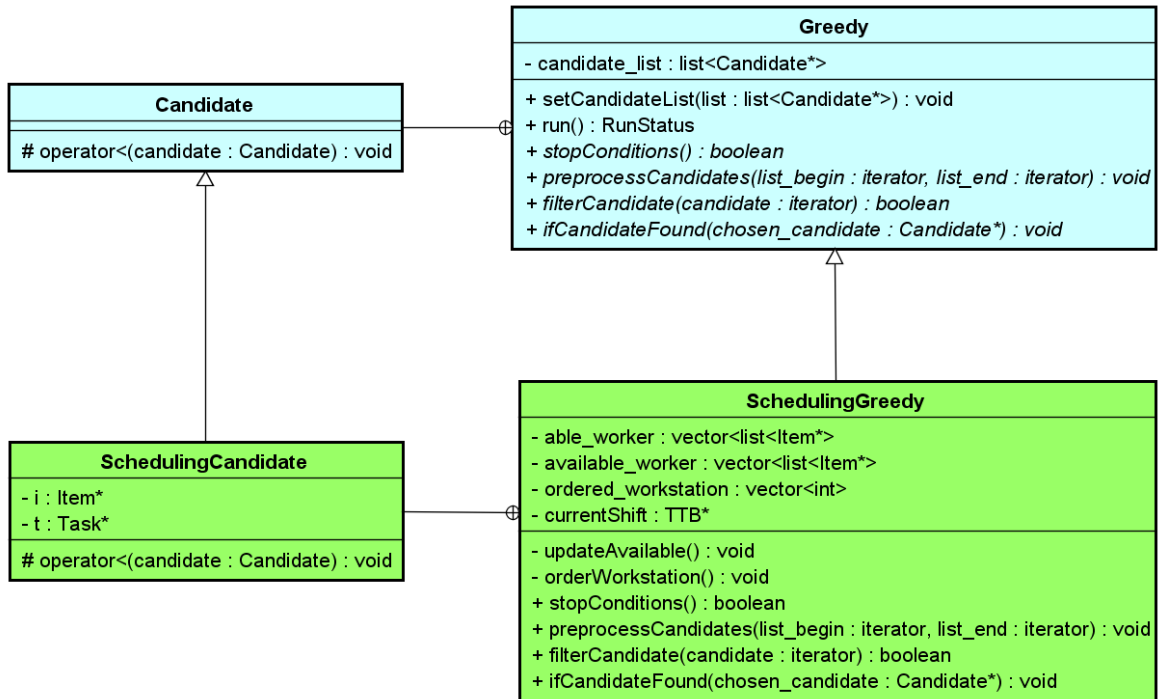 Greedy
- candidate_list : list<Candidate*>
+ setCandidateList(list : list<Candidate*>) : void
+ run() : RunStatus
+ stopConditions() : boolean
+ preprocessCandidates(list_begin : iterator, list_end : iterator) : void
+ filterCandidate(candidate : iterator) : boolean
+ ifCandidateFound(chosen_candidate : Candidate*) : void
Candidate
# operator<(candidate : Candidate) : void
SchedulingCandidate
- i : Item*
- t : Task*
# operator<(candidate : Candidate) : void
SchedulingGreedy
- able_worker : vector<list<Item*>
- available_worker : vector<list<Item*>
- ordered_workstation : vector<int>
- currentShift : TTB*
- updateAvailable() : void
- orderWorkstation() : void
+ stopConditions() : boolean
+ preprocessCandidates(list_begin : iterator, list_end : iterator) : void
+ filterCandidate(candidate : iterator) : boolean
+ ifCandidateFound(chosen_candidate : Candidate*) : void